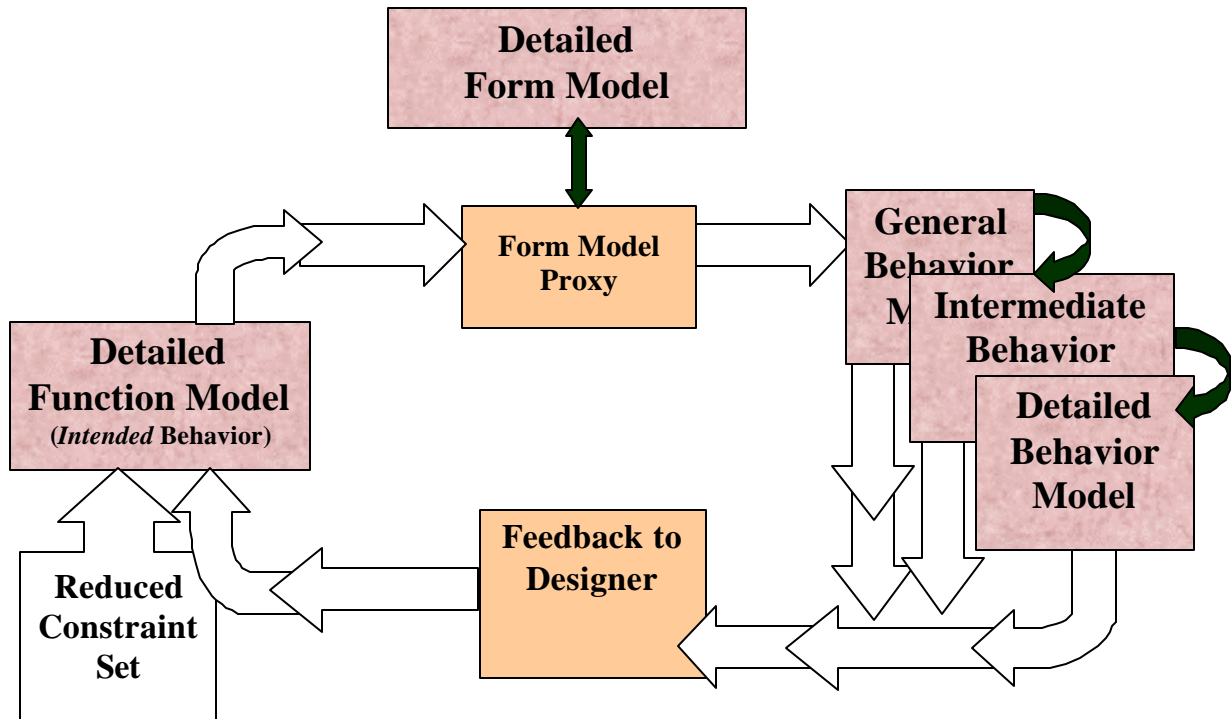 Detailed
Form Model
Form Model
Proxy
General
Behavior
Intermediate
Behavior
Detailed
Behavior
Model
Detailed
Function Model
(Intended Behavior)
Feedback to
Designer
Reduced
Constraint
Set